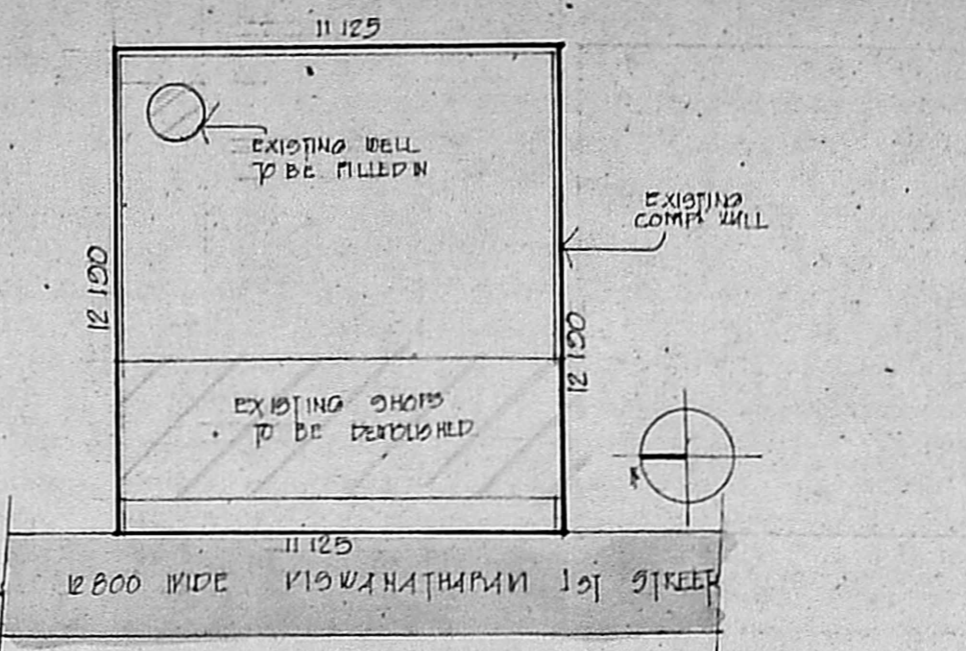 11 125
EXISTING WELL
TO BE FILLED IN
EXISTING
COMP. WALL
12 190
12 190
EXISTING SHOPS
TO BE DEMOLISHED
N
11 125
12 800 WIDE VISWANATHARAM 1ST STREET